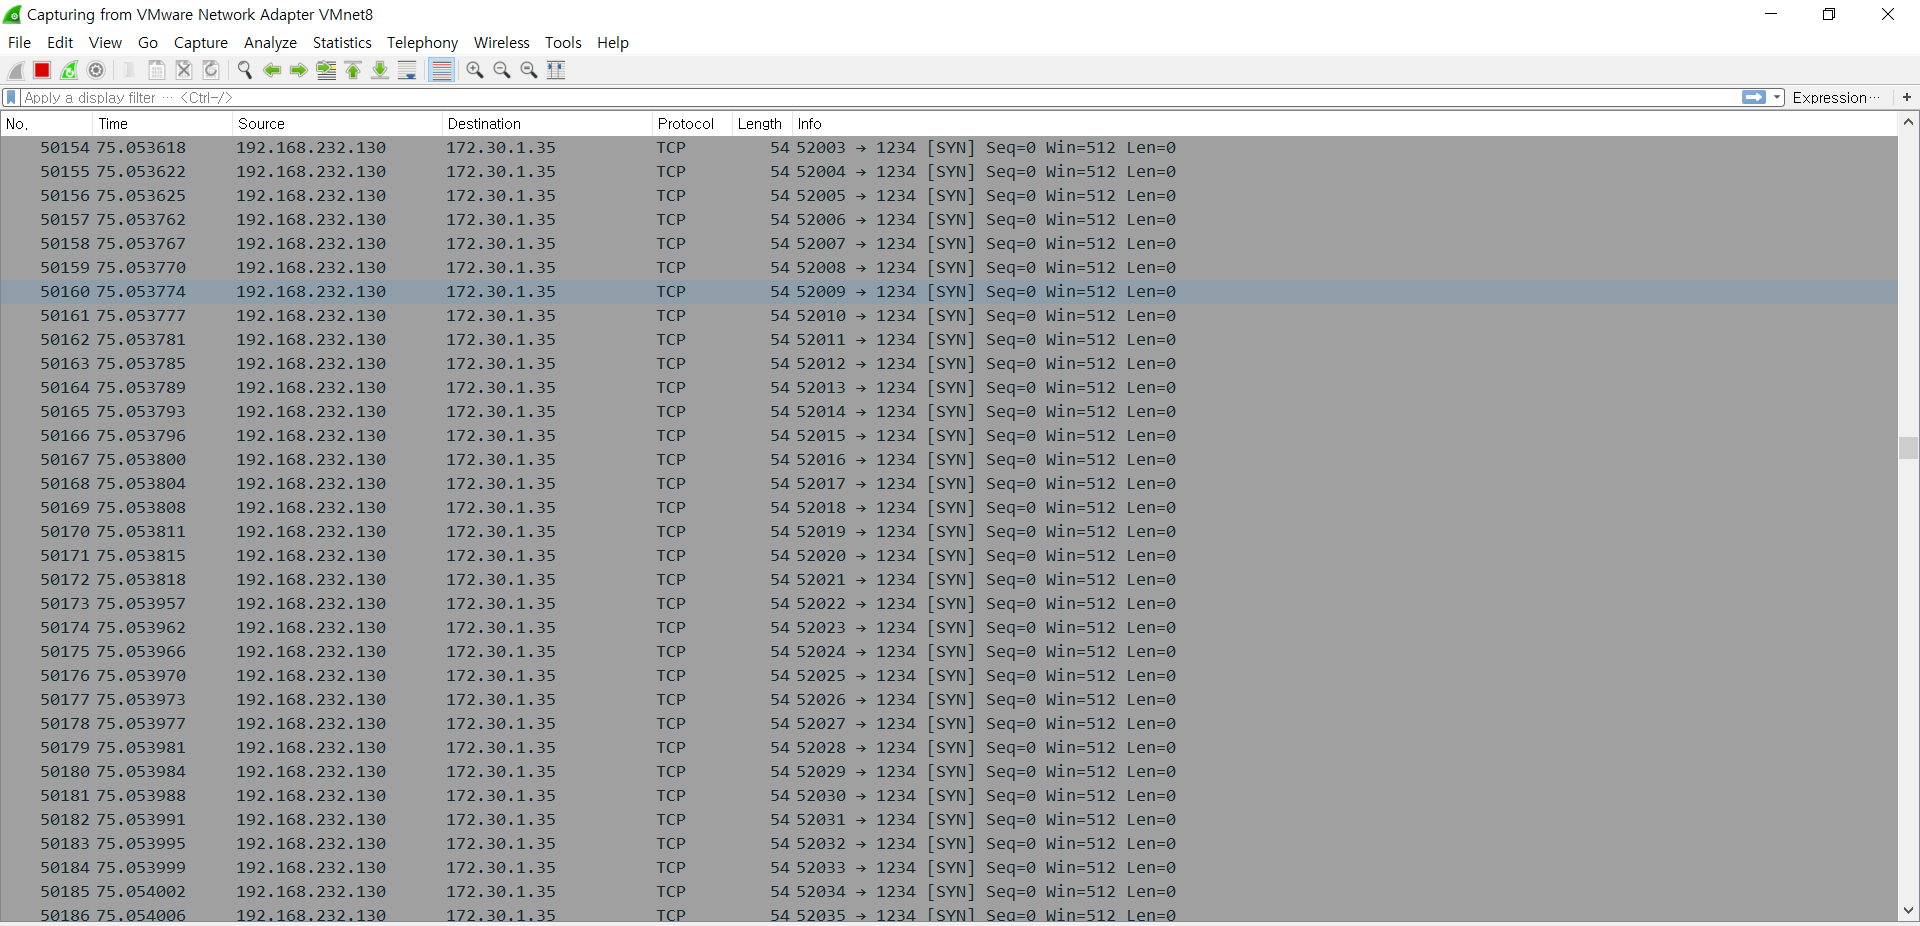 Capturing from VMware Network Adapter VMnet8
File Edit View Go Capture Analyze Statistics Telephony Wireless Tools Help
Apply a display filter ··· <Ctrl-/> Expression··· +
No. Time Source Destination Protocol Length Info
50154 75.053618 192.168.232.130 172.30.1.35 TCP 54 52003 → 1234 [SYN] Seq=0 Win=512 Len=0
50155 75.053622 192.168.232.130 172.30.1.35 TCP 54 52004 → 1234 [SYN] Seq=0 Win=512 Len=0
50156 75.053625 192.168.232.130 172.30.1.35 TCP 54 52005 → 1234 [SYN] Seq=0 Win=512 Len=0
50157 75.053762 192.168.232.130 172.30.1.35 TCP 54 52006 → 1234 [SYN] Seq=0 Win=512 Len=0
50158 75.053767 192.168.232.130 172.30.1.35 TCP 54 52007 → 1234 [SYN] Seq=0 Win=512 Len=0
50159 75.053770 192.168.232.130 172.30.1.35 TCP 54 52008 → 1234 [SYN] Seq=0 Win=512 Len=0
50160 75.053774 192.168.232.130 172.30.1.35 TCP 54 52009 → 1234 [SYN] Seq=0 Win=512 Len=0
50161 75.053777 192.168.232.130 172.30.1.35 TCP 54 52010 → 1234 [SYN] Seq=0 Win=512 Len=0
50162 75.053781 192.168.232.130 172.30.1.35 TCP 54 52011 → 1234 [SYN] Seq=0 Win=512 Len=0
50163 75.053785 192.168.232.130 172.30.1.35 TCP 54 52012 → 1234 [SYN] Seq=0 Win=512 Len=0
50164 75.053789 192.168.232.130 172.30.1.35 TCP 54 52013 → 1234 [SYN] Seq=0 Win=512 Len=0
50165 75.053793 192.168.232.130 172.30.1.35 TCP 54 52014 → 1234 [SYN] Seq=0 Win=512 Len=0
50166 75.053796 192.168.232.130 172.30.1.35 TCP 54 52015 → 1234 [SYN] Seq=0 Win=512 Len=0
50167 75.053800 192.168.232.130 172.30.1.35 TCP 54 52016 → 1234 [SYN] Seq=0 Win=512 Len=0
50168 75.053804 192.168.232.130 172.30.1.35 TCP 54 52017 → 1234 [SYN] Seq=0 Win=512 Len=0
50169 75.053808 192.168.232.130 172.30.1.35 TCP 54 52018 → 1234 [SYN] Seq=0 Win=512 Len=0
50170 75.053811 192.168.232.130 172.30.1.35 TCP 54 52019 → 1234 [SYN] Seq=0 Win=512 Len=0
50171 75.053815 192.168.232.130 172.30.1.35 TCP 54 52020 → 1234 [SYN] Seq=0 Win=512 Len=0
50172 75.053818 192.168.232.130 172.30.1.35 TCP 54 52021 → 1234 [SYN] Seq=0 Win=512 Len=0
50173 75.053957 192.168.232.130 172.30.1.35 TCP 54 52022 → 1234 [SYN] Seq=0 Win=512 Len=0
50174 75.053962 192.168.232.130 172.30.1.35 TCP 54 52023 → 1234 [SYN] Seq=0 Win=512 Len=0
50175 75.053966 192.168.232.130 172.30.1.35 TCP 54 52024 → 1234 [SYN] Seq=0 Win=512 Len=0
50176 75.053970 192.168.232.130 172.30.1.35 TCP 54 52025 → 1234 [SYN] Seq=0 Win=512 Len=0
50177 75.053973 192.168.232.130 172.30.1.35 TCP 54 52026 → 1234 [SYN] Seq=0 Win=512 Len=0
50178 75.053977 192.168.232.130 172.30.1.35 TCP 54 52027 → 1234 [SYN] Seq=0 Win=512 Len=0
50179 75.053981 192.168.232.130 172.30.1.35 TCP 54 52028 → 1234 [SYN] Seq=0 Win=512 Len=0
50180 75.053984 192.168.232.130 172.30.1.35 TCP 54 52029 → 1234 [SYN] Seq=0 Win=512 Len=0
50181 75.053988 192.168.232.130 172.30.1.35 TCP 54 52030 → 1234 [SYN] Seq=0 Win=512 Len=0
50182 75.053991 192.168.232.130 172.30.1.35 TCP 54 52031 → 1234 [SYN] Seq=0 Win=512 Len=0
50183 75.053995 192.168.232.130 172.30.1.35 TCP 54 52032 → 1234 [SYN] Seq=0 Win=512 Len=0
50184 75.053999 192.168.232.130 172.30.1.35 TCP 54 52033 → 1234 [SYN] Seq=0 Win=512 Len=0
50185 75.054002 192.168.232.130 172.30.1.35 TCP 54 52034 → 1234 [SYN] Seq=0 Win=512 Len=0
50186 75.054006 192.168.232.130 172.30.1.35 TCP 54 52035 → 1234 [SYN] Seq=0 Win=512 Len=0